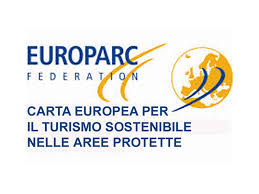 EUROPARC
FEDERATION
CARTA EUROPEA PER
IL TURISMO SOSTENIBILE
NELLE AREE PROTETTE